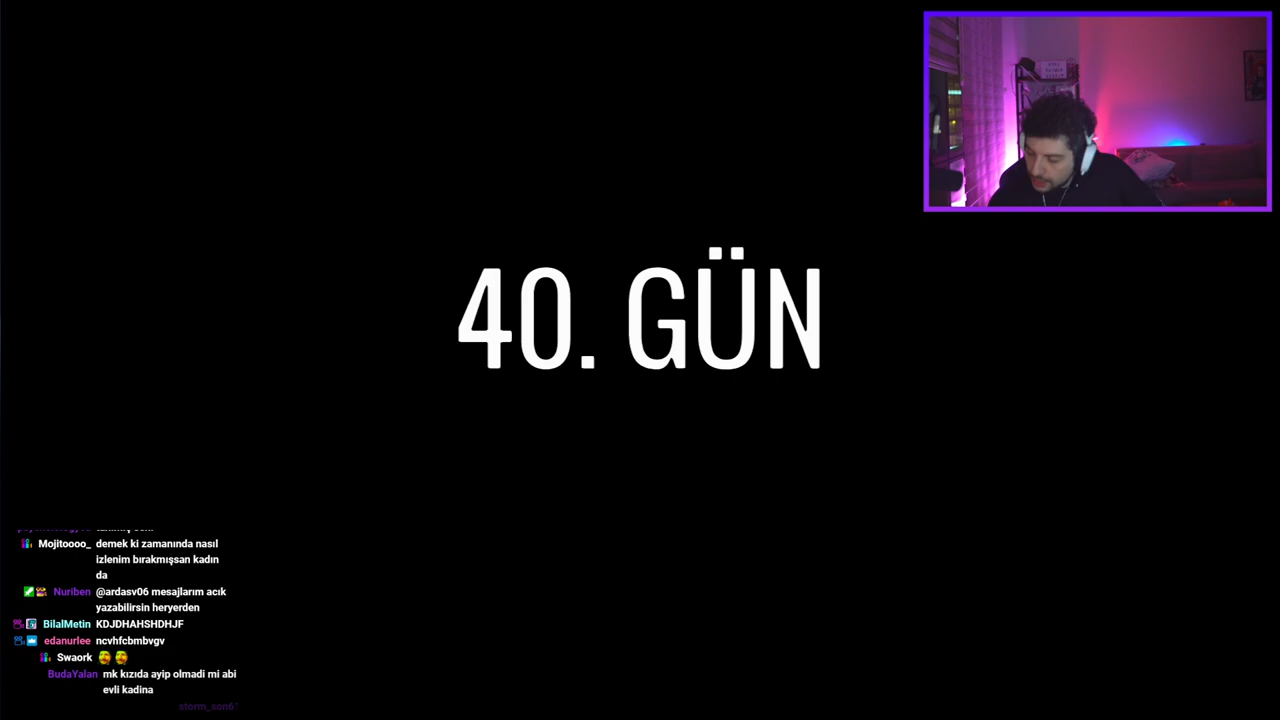 40. GÜN
Mojitoooo_ demek ki zamanında nasıl
izlenim bırakmışsan kadın
da
Nuriben @ardasv06 mesajlarım acık
yazabilirsin heryerden
BilalMetin KDJDHAHSHDHJF
edanurlee ncvhfcbmbvgv
Swaork
BudaYalan mk kızıda ayip olmadi mi abi
evli kadina